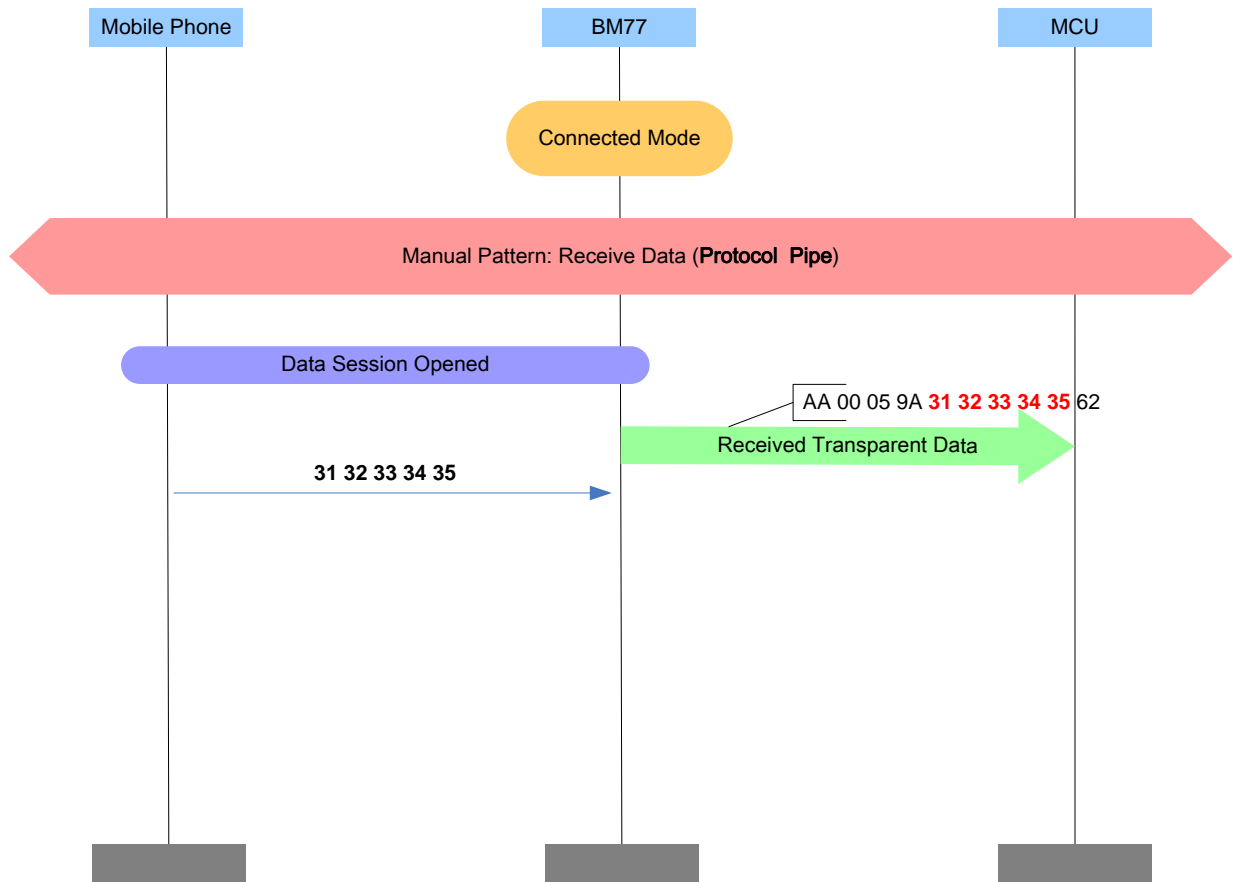 Mobile Phone
BM77
MCU
Connected Mode
Manual Pattern: Receive Data (Protocol Pipe)
Data Session Opened
AA 00 05 9A 31 32 33 34 35 62
Received Transparent Data
31 32 33 34 35